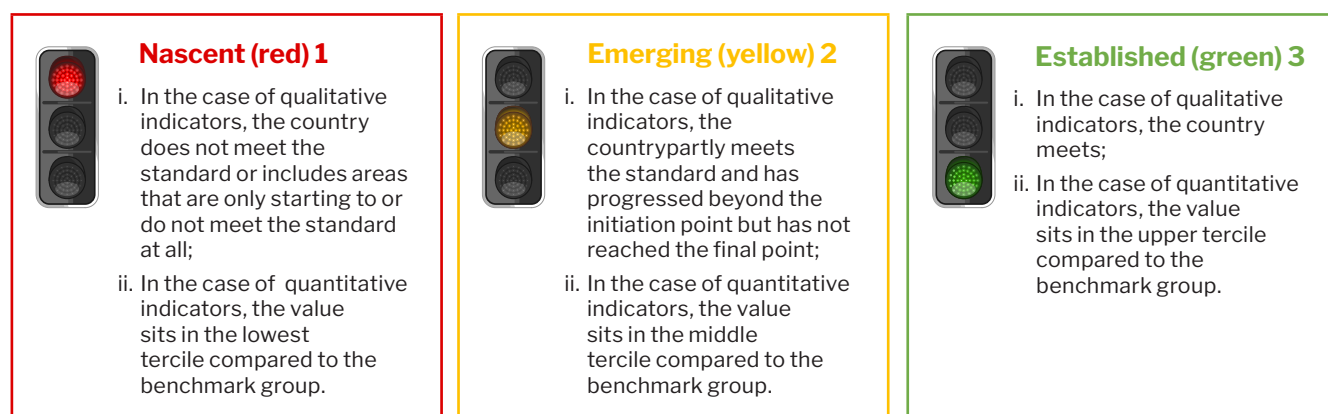 Nascent (red) 1
i. In the case of qualitative
indicators, the country
does not meet the
standard or includes areas
that are only starting to or
do not meet the standard
at all;
ii. In the case of quantitative
indicators, the value
sits in the lowest
tercile compared to the
benchmark group.
Emerging (yellow) 2
i. In the case of qualitative
indicators, the
countrypartly meets
the standard and has
progressed beyond the
initiation point but has not
reached the final point;
ii. In the case of quantitative
indicators, the value
sits in the middle
tercile compared to the
benchmark group.
Established (green) 3
i. In the case of qualitative
indicators, the country
meets;
ii. In the case of quantitative
indicators, the value
sits in the upper tercile
compared to the
benchmark group.